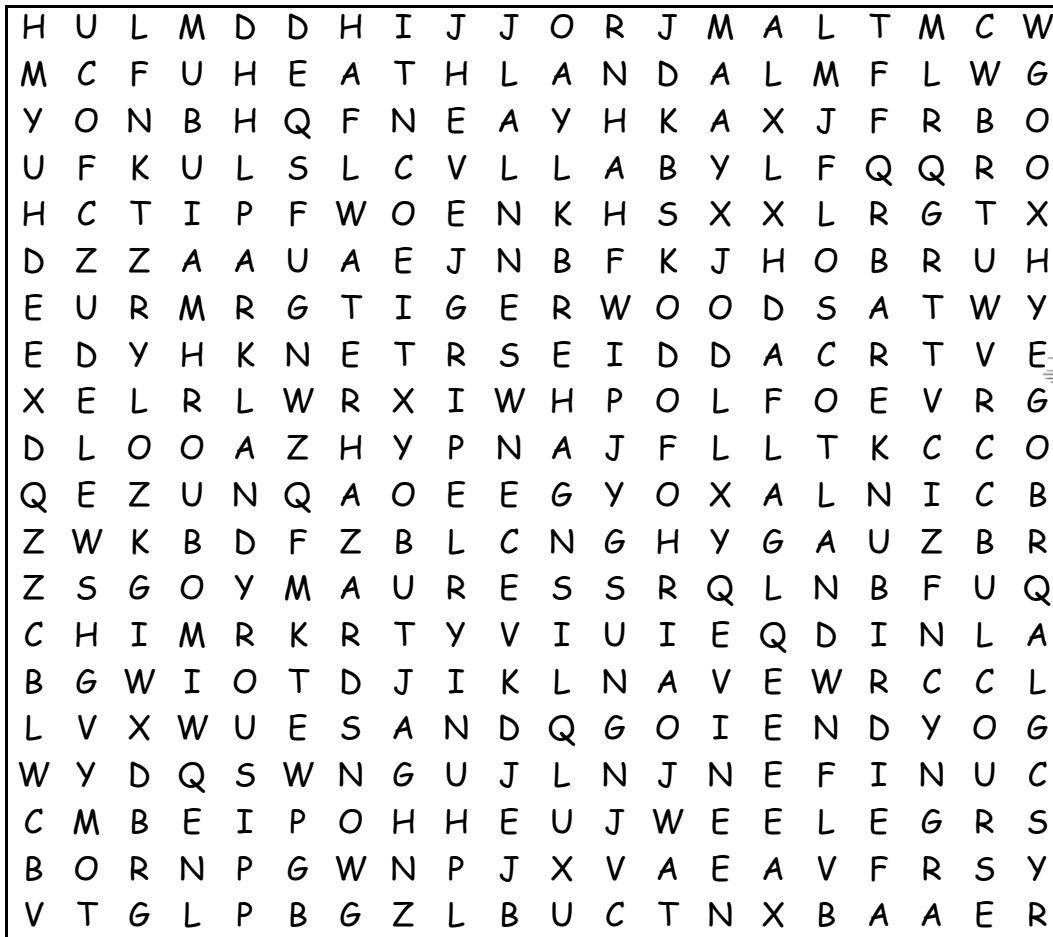 H U L M D D H I J J O R J M A L T M C W
M C F U H E A T H L A N D A L M F L W G
Y O N B H Q F N E A Y H K A X J F R B O
U F K U L S L C V L L A B Y L F Q Q R O
H C T I P F W O E N K H S X X L R G T X
D Z Z A A U A E J N B F K J H O B R U H
E U R M R G T I G E R W O O D S A T W Y
E D Y H K N E T R S E I D D A C R T V E
X E L R L W R X I W H P O L F O E V R G
D L O O A Z H Y P N A J F L L T K C C O
Q E Z U N Q A O E E G Y O X A L N I C B
Z W K B D F Z B L C N G H Y G A U Z B R
Z S G O Y M A U R E S S R Q L N B F U Q
C H I M R K R T Y V I U I E Q D I N L A
B G W I O T D J I K L N A V E W R C C L
L V X W U E S A N D Q G O I E N D Y O G
W Y D Q S W N G U J L N J N E F I N U C
C M B E I P O H H E U J W E E L E G R S
B O R N P G W N P J X V A E A V F R S Y
V T G L P B G Z L B U C T N X B A A E R